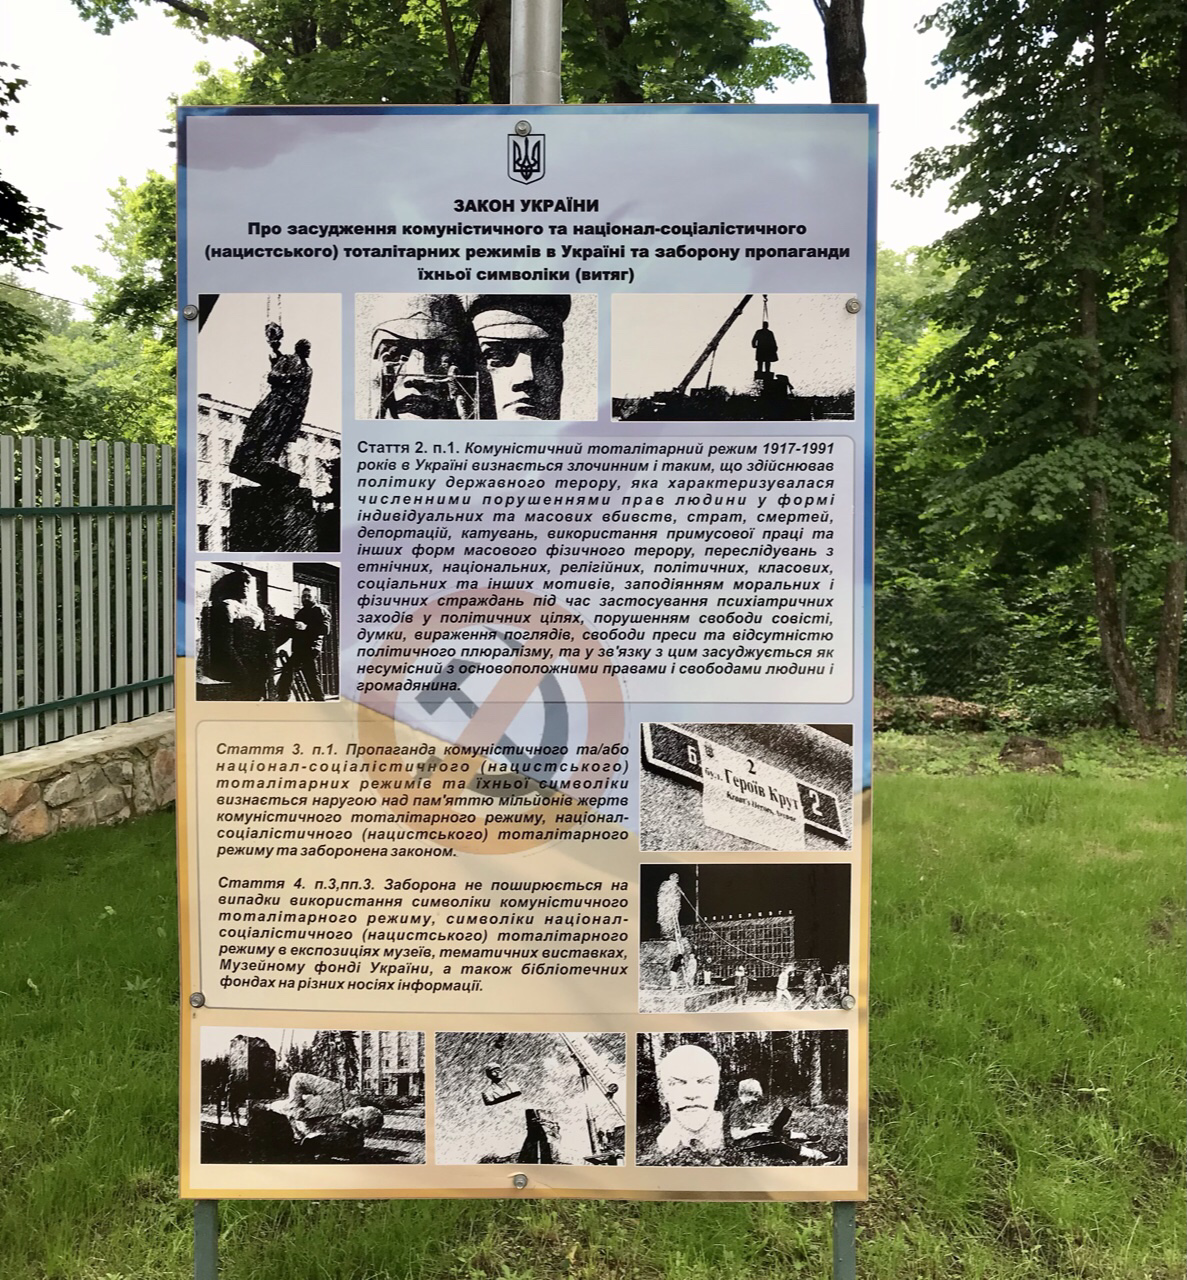 ЗАКОН УКРАЇНИ
Про засудження комуністичного та націонал-соціалістичного
(нацистського) тоталітарних режимів в Україні та заборону пропаганди
їхньої символіки (витяг)
Стаття 2. п.1. Комуністичний тоталітарний режим 1917-1991
років в Україні визнається злочинним і таким, що здійснював
політику державного терору, яка характеризувалася
численними порушеннями прав людини у формі
індивідуальних та масових вбивств, страт, смертей,
депортацій, катувань, використання примусової праці та
інших форм масового фізичного терору, переслідувань з
етнічних, національних, релігійних, політичних, класових,
соціальних та інших мотивів, заподіянням моральних і
фізичних страждань під час застосування психіатричних
заходів у політичних цілях, порушенням свободи совісті,
думки, вираження поглядів, свободи преси та відсутністю
політичного плюралізму, та у зв'язку з цим засуджується як
несумісний з основоположними правами і свободами людини і
громадянина.
Стаття 3. п.1. Пропаганда комуністичного та/або
націонал-соціалістичного (нацистського)
тоталітарних режимів та їхньої символіки
визнається наругою над пам'яттю мільйонів жертв
комуністичного тоталітарного режиму, націонал-
соціалістичного (нацистського) тоталітарного
режиму та заборонена законом.
6
2
бул. Героїв Крут
2
Стаття 4. п.3,пп.3. Заборона не поширюється на
випадки використання символіки комуністичного
тоталітарного режиму, символіки націонал-
соціалістичного (нацистського) тоталітарного
режиму в експозиціях музеїв, тематичних виставках,
Музейному фонді України, а також бібліотечних
фондах на різних носіях інформації.